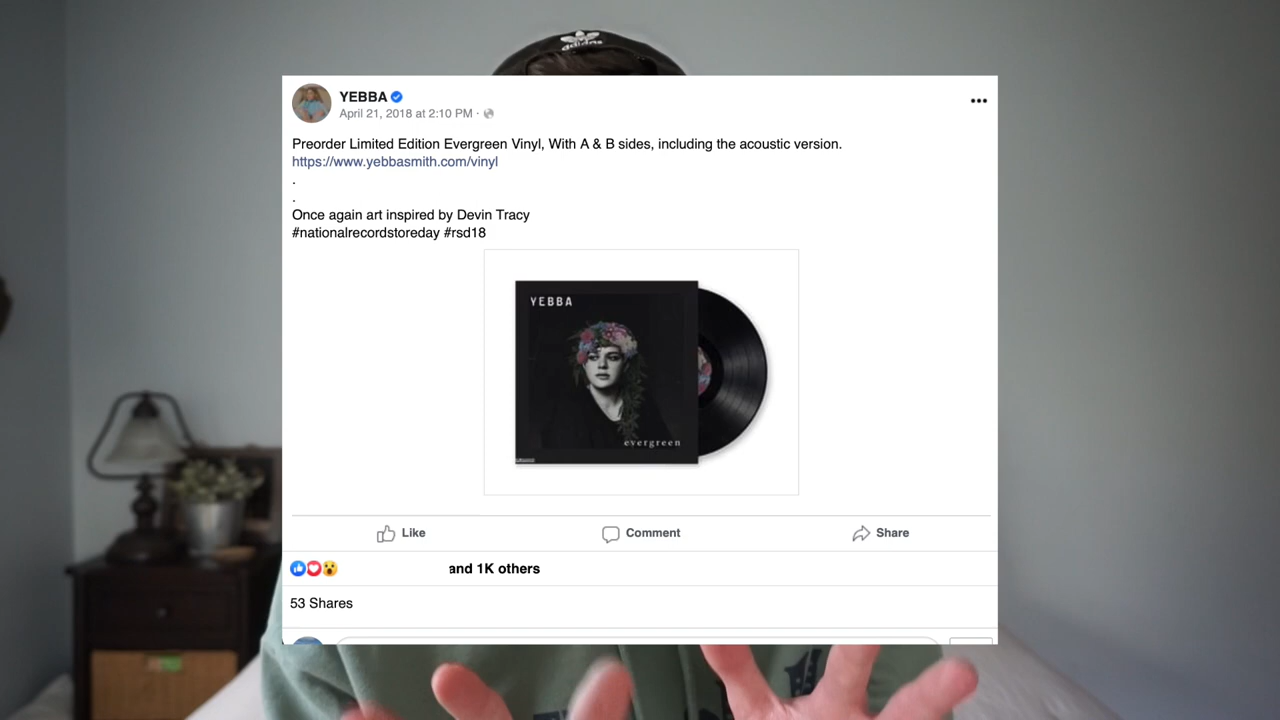 adidas
YEBBA
April 21, 2018 at 2:10 PM ·
Preorder Limited Edition Evergreen Vinyl, With A & B sides, including the acoustic version.
https://www.yebbasmith.com/vinyl
.
.
Once again art inspired by Devin Tracy
#nationalrecordstoreday #rsd18
YEBBA
evergreen
Like
Comment
Share
and 1K others
53 Shares